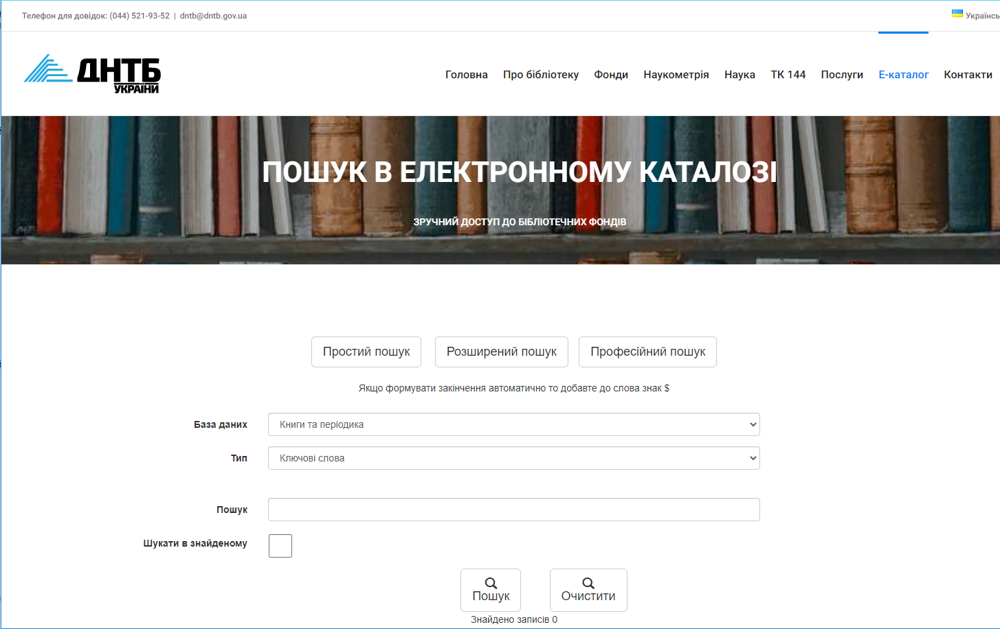 Телефон для довідок: (044) 521-93-52 | dntb@dntb.gov.ua
ДНТБ
УКРАЇНИ
Головна Про бібліотеку Фонди Наукометрія Наука ТК 144 Послуги Е-каталог Контакти
ПОШУК В ЕЛЕКТРОННОМУ КАТАЛОЗІ
ЗРУЧНИЙ ДОСТУП ДО БІБЛІОТЕЧНИХ ФОНДІВ
Простий пошук Розширений пошук Професійний пошук
Якщо формувати закінчення автоматично то добавте до слова знак $
База даних Книги та періодика
Тип Ключові слова
Пошук
Шукати в знайденому
Пошук Очистити
Знайдено записів 0